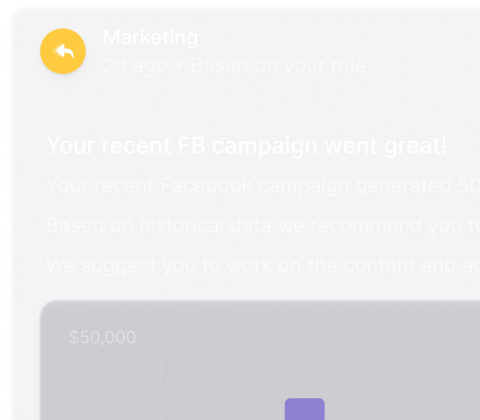 Marketing
2d ago • Based on your role
Your recent FB campaign went great!
Your recent Facebook campaign generated 50
Based on historical data we recommend you to
We suggest you to work on the content and
$50,000